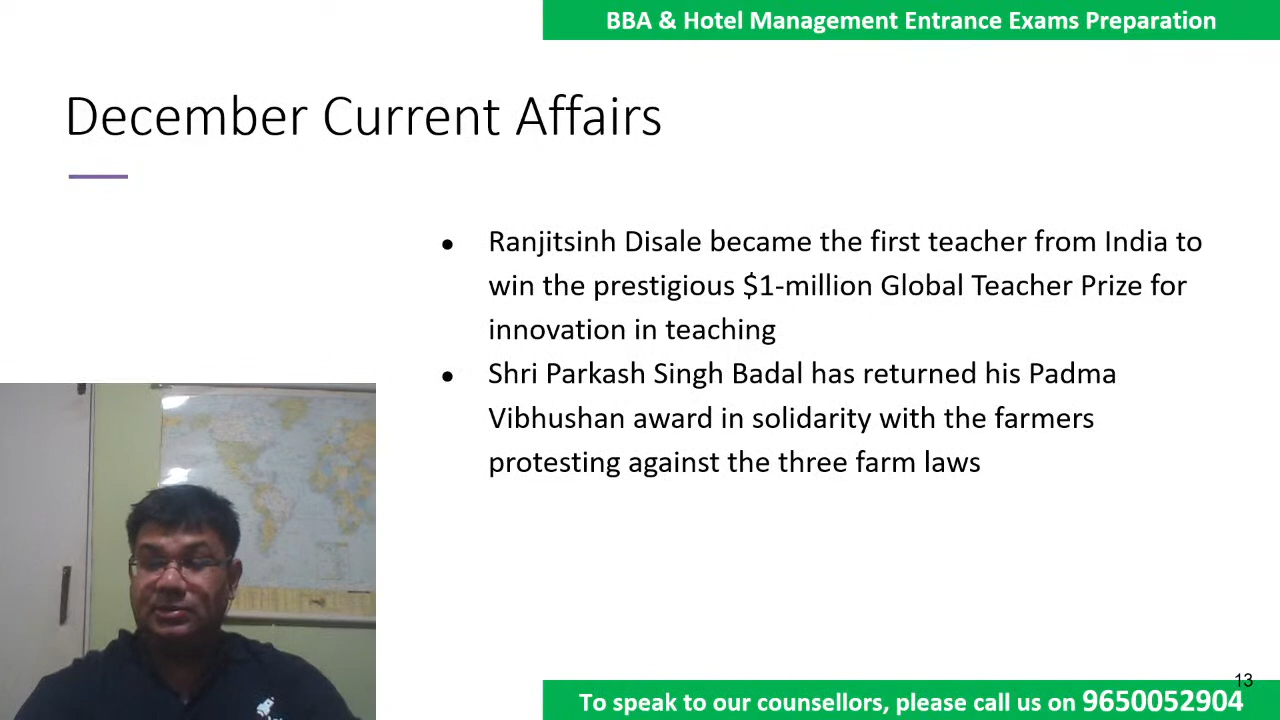 BBA & Hotel Management Entrance Exams Preparation
December Current Affairs
● Ranjitsinh Disale became the first teacher from India to
win the prestigious $1-million Global Teacher Prize for
innovation in teaching
● Shri Parkash Singh Badal has returned his Padma
Vibhushan award in solidarity with the farmers
protesting against the three farm laws
13
To speak to our counsellors, please call us on 9650052904